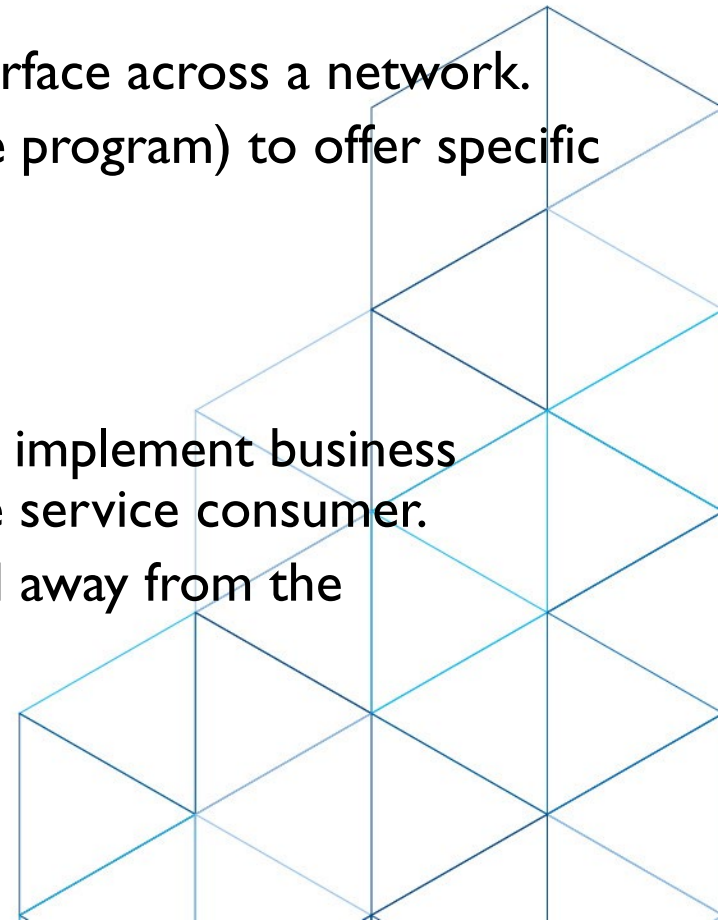 rface across a network.
e program) to offer specific
implement business
e service consumer.
l away from the